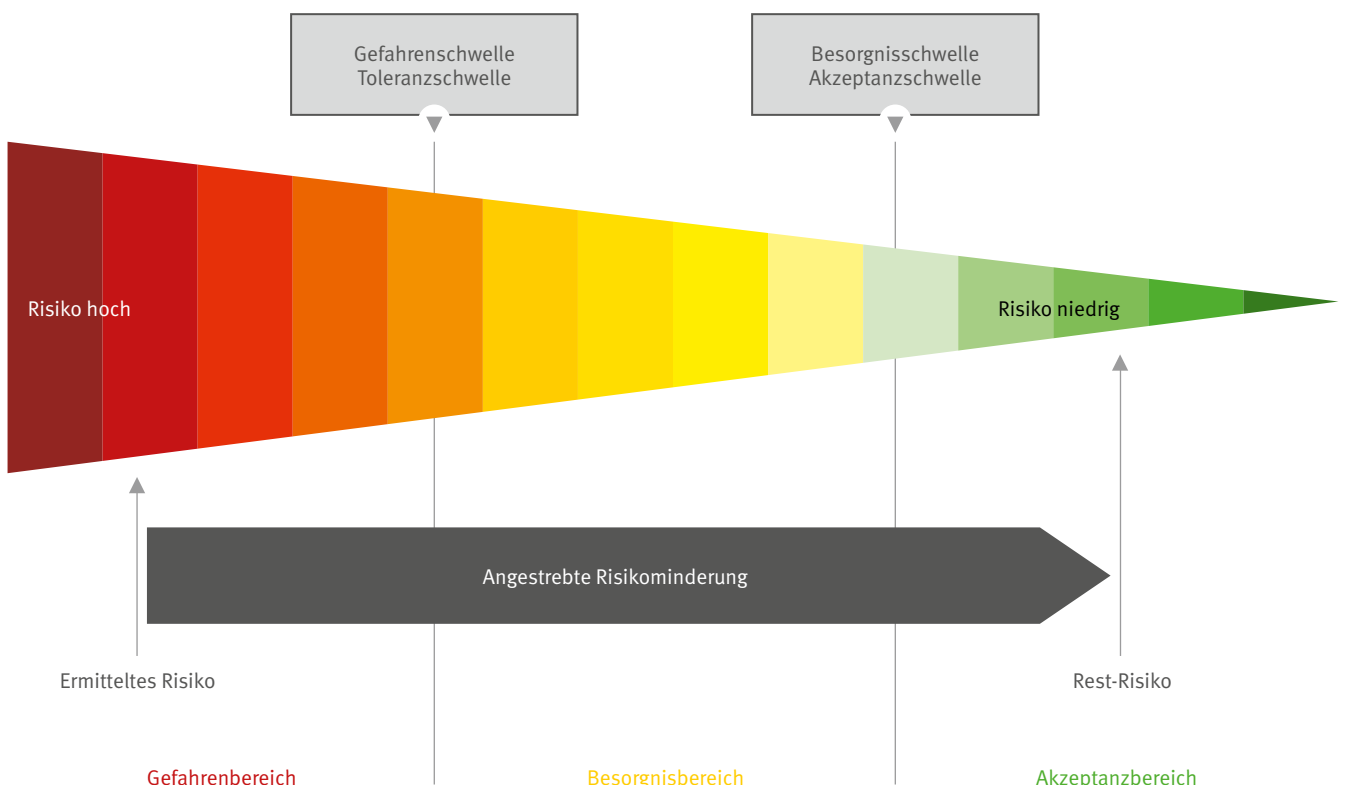 Gefahrenschwelle
Toleranzschwelle
Besorgnisschwelle
Akzeptanzschwelle
Risiko hoch
Risiko niedrig
Angestrebte Risikominderung
Ermitteltes Risiko
Rest-Risiko
Gefahrenbereich
Besorgnisbereich
Akzeptanzbereich